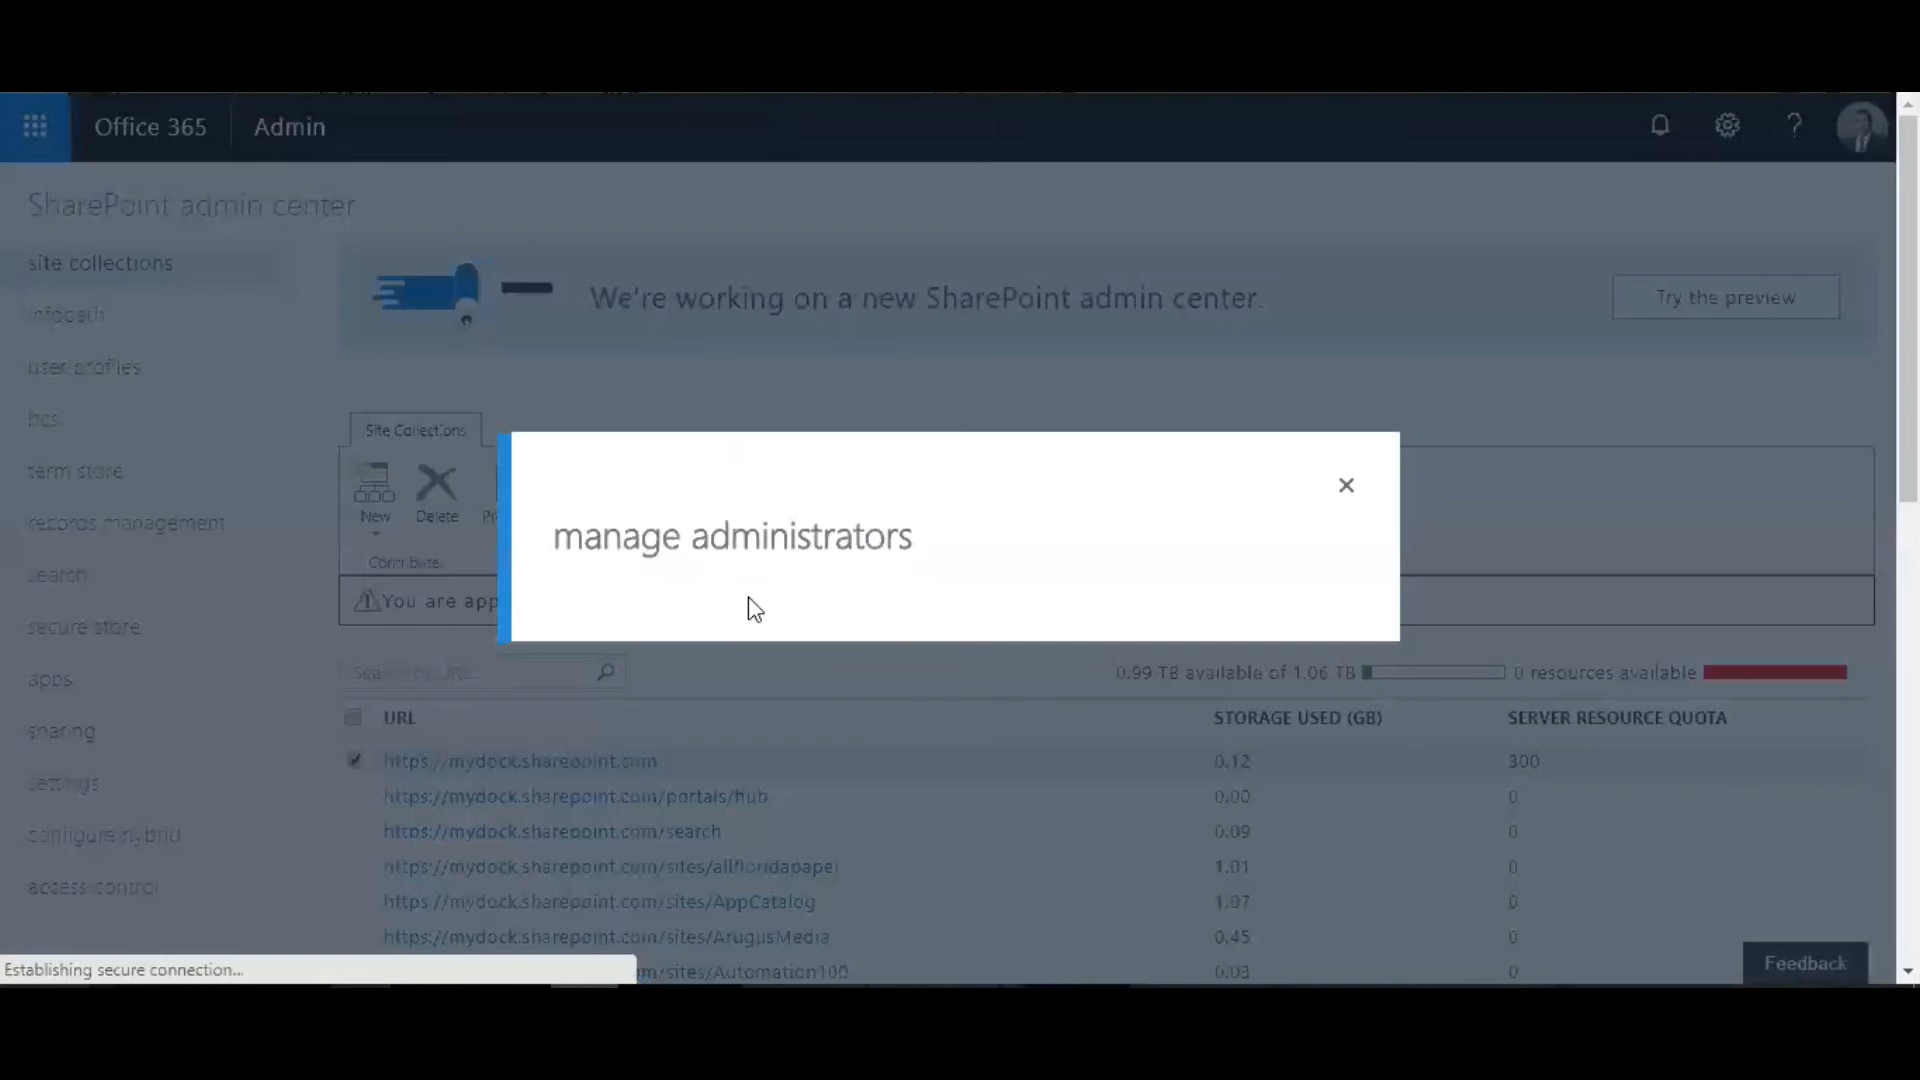 Office 365
Admin
SharePoint admin center
site collections
infopath
user profiles
bcs
term store
records management
search
secure store
apps
sharing
settings
configure hybrid
access control
We're working on a new SharePoint admin center.
Try the preview
Site Collections
New
Delete
Pr
Contribute
You are app
manage administrators
0.99 TB available of 1.06 TB
0 resources available
URL STORAGE USED (GB) SERVER RESOURCE QUOTA
https://mydock.sharepoint.com 0.12 300
https://mydock.sharepoint.com/portals/hub 0.00 0
https://mydock.sharepoint.com/search 0.09 0
https://mydock.sharepoint.com/sites/allfloridapaper 1.01 0
https://mydock.sharepoint.com/sites/AppCatalog 1.07 0
https://mydock.sharepoint.com/sites/ArugusMedia 0.45 0
om/sites/Automation100 0.03 0
Feedback
Establishing secure connection...